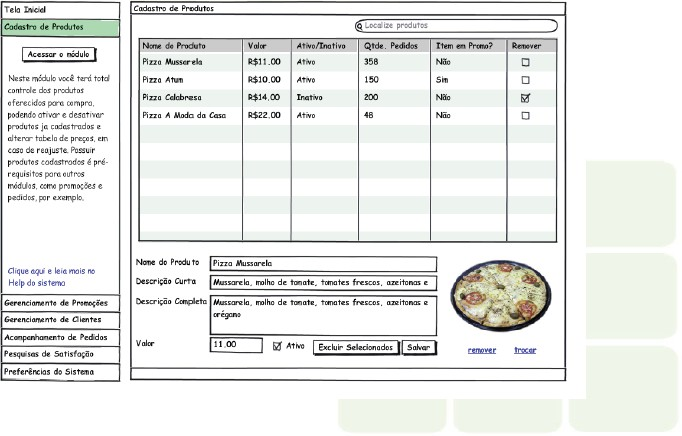 Tela Inicial
Cadastro de Produtos
Acessar o módulo
Neste módulo você terá total
controle dos produtos
oferecidos para compra,
podendo ativar e desativar
produtos ja cadastrados e
alterar tabela de preços, em
caso de reajuste. Possuir
produtos cadastrados é pré-
requisitos para outros
módulos, como promoções e
pedidos, por exemplo.
Clique aqui e leia mais no
Help do sistema
Gerenciamento de Promoções
Gerenciamento de Clientes
Acompanhamento de Pedidos
Pesquisas de Satisfação
Preferências do Sistema
Cadastro de Produtos
Localize produtos
Nome do Produto Valor Ativo/Inativo Qtde. Pedidos Item em Promo? Remover
Pizza Mussarela R$11,00 Ativo 358 Não
Pizza Atum R$10,00 Ativo 150 Sim
Pizza Calabresa R$14,00 Inativo 200 Não
Pizza A Moda da Casa R$22,00 Ativo 48 Não
Nome do Produto Pizza Mussarela
Descrição Curta Mussarela, molho de tomate, tomates frescos, azeitonas e
Descrição Completa Mussarela, molho de tomate, tomates frescos, azeitonas e
orégano
Valor 11,00 Ativo Excluir Selecionados Salvar
remover trocar